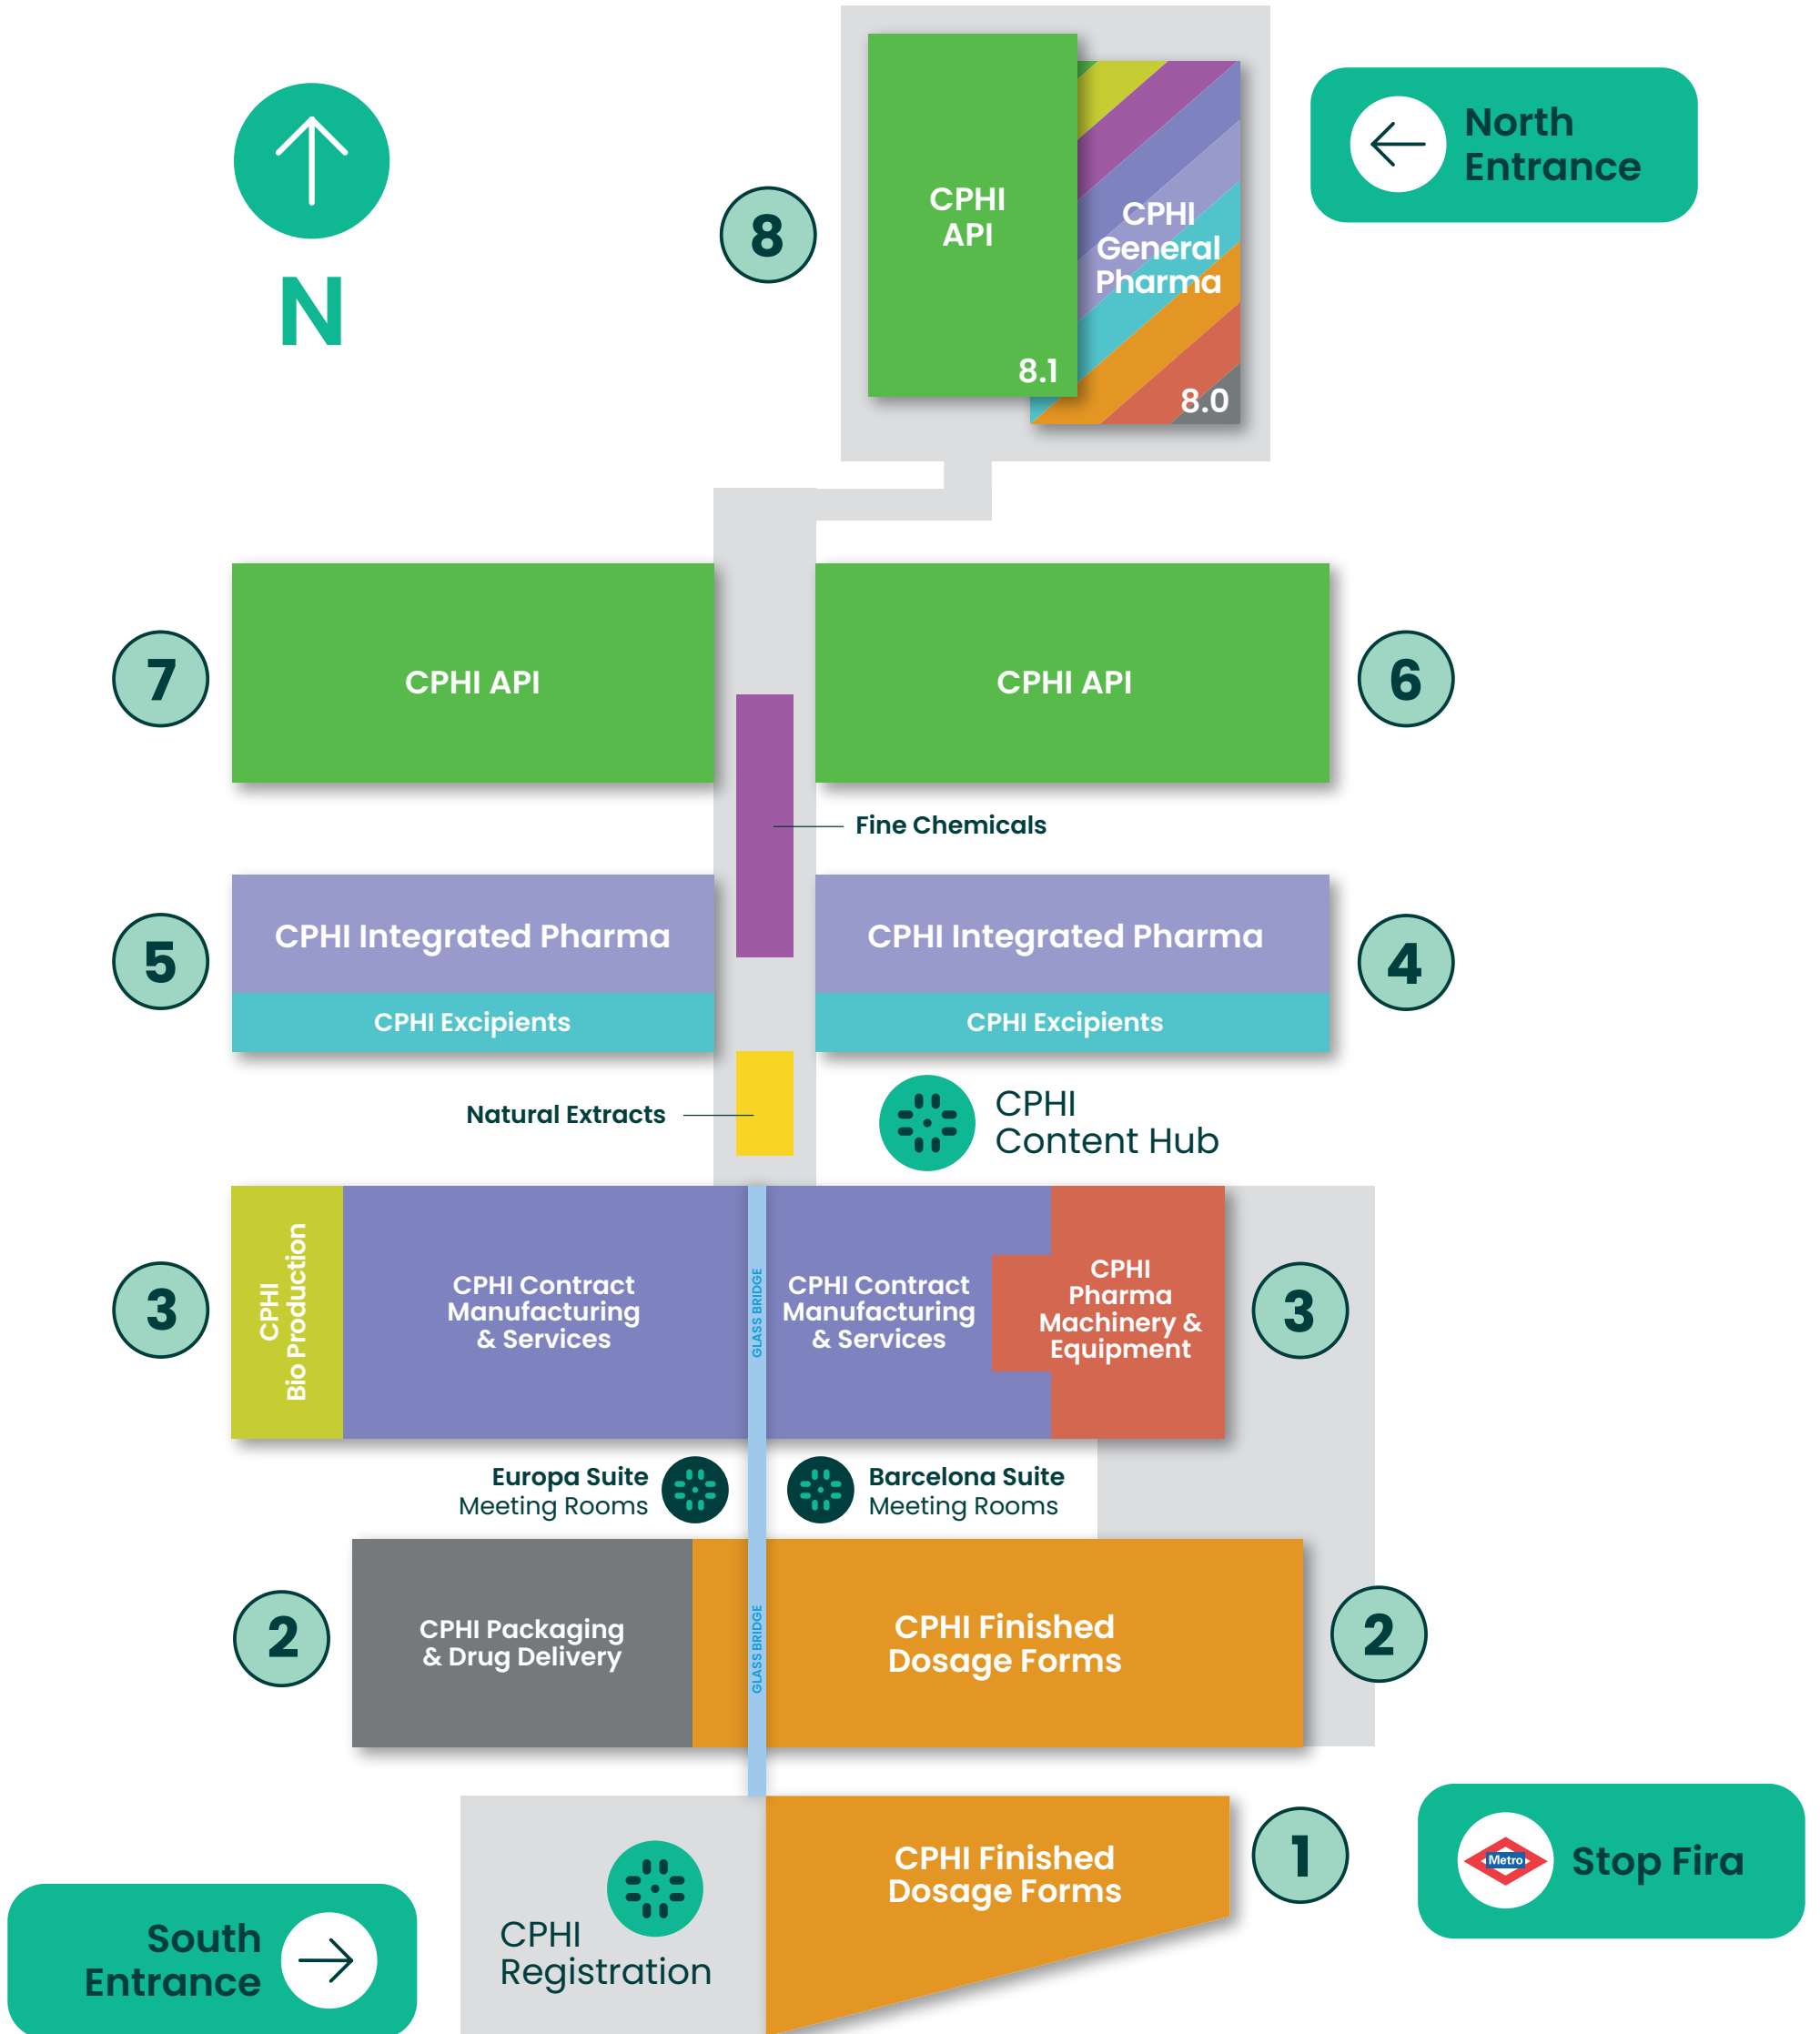 N
8
CPHI
API
8.1
CPHI
General
Pharma
8.0
North
Entrance
7
CPHI API
CPHI API
6
Fine Chemicals
5
CPHI Integrated Pharma
CPHI Excipients
CPHI Integrated Pharma
CPHI Excipients
4
Natural Extracts
CPHI
Content Hub
3
CPHI
Bio Production
CPHI Contract
Manufacturing
& Services
GLASS BRIDGE
CPHI Contract
Manufacturing
& Services
CPHI
Pharma
Machinery &
Equipment
3
Europa Suite
Meeting Rooms
Barcelona Suite
Meeting Rooms
2
CPHI Packaging
& Drug Delivery
GLASS BRIDGE
CPHI Finished
Dosage Forms
2
CPHI Finished
Dosage Forms
1
Metro
Stop Fira
South
Entrance
CPHI
Registration